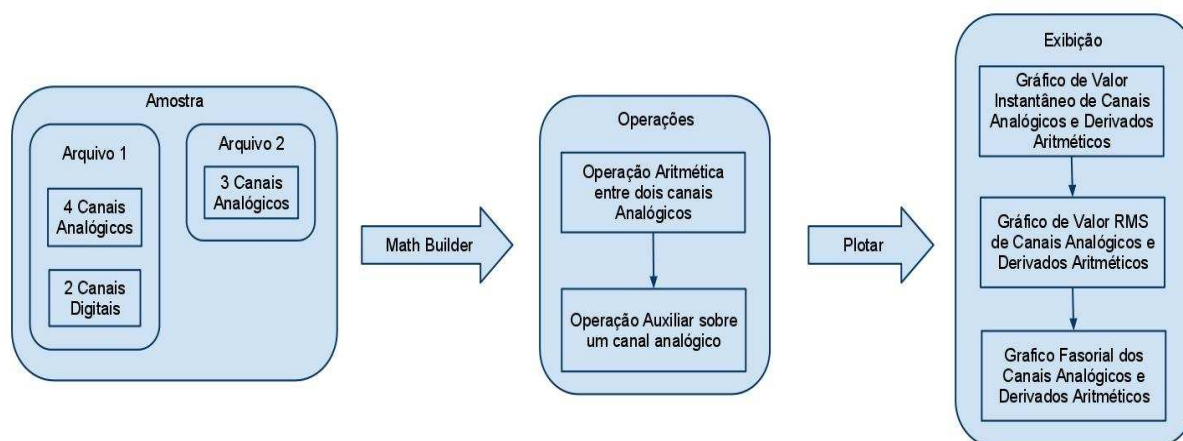 Amostra
Arquivo 1
4 Canais
Analógicos
2 Canais
Digitais
Arquivo 2
3 Canais
Analógicos
Math Builder
Operações
Operação Aritmética
entre dois canais
Analógicos
Operação Auxiliar sobre
um canal analógico
Plotar
Exibição
Gráfico de Valor
Instantâneo de Canais
Analógicos e Derivados
Aritméticos
Gráfico de Valor RMS
de Canais Analógicos e
Derivados Aritméticos
Grafico Fasorial dos
Canais Analógicos e
Derivados Aritméticos